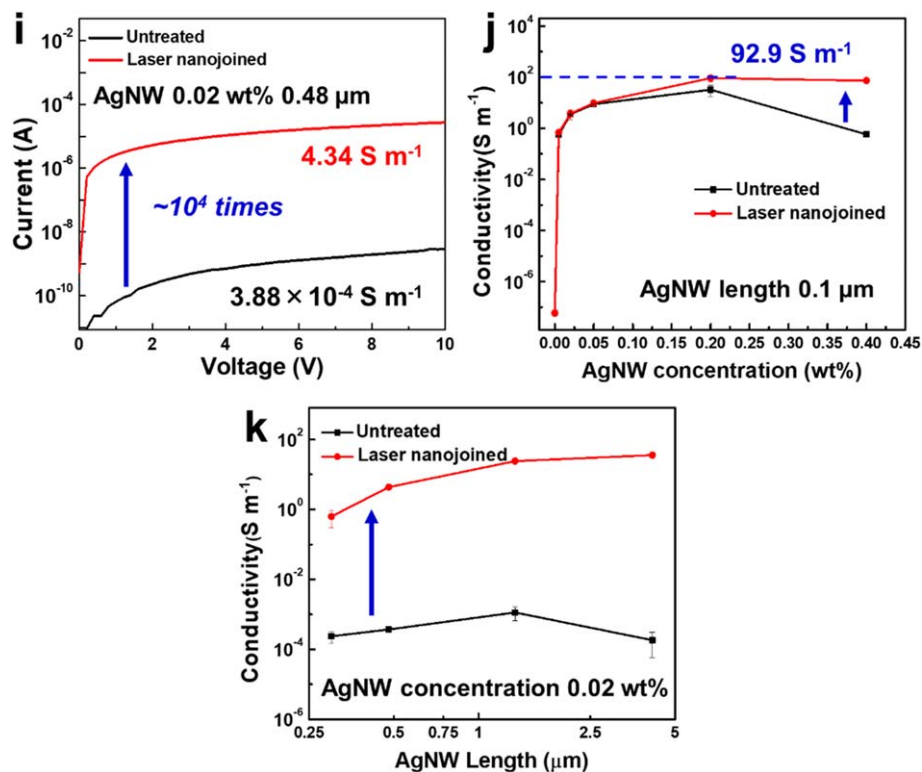 i
Untreated
Laser nanojoined
AgNW 0.02 wt% 0.48 μm
4.34 S m⁻¹
~10⁴ times
3.88×10⁻⁴ S m⁻¹
Current (A)
10⁻²
10⁻⁴
10⁻⁶
10⁻⁸
10⁻¹⁰
0
2
4
6
8
10
Voltage (V)
j
92.9 S m⁻¹
Untreated
Laser nanojoined
AgNW length 0.1 μm
Conductivity(S m⁻¹)
10⁴
10²
10⁰
10⁻²
10⁻⁴
10⁻⁶
0.00
0.05
0.10
0.15
0.20
0.25
0.30
0.35
0.40
0.45
AgNW concentration (wt%)
k
Untreated
Laser nanojoined
AgNW concentration 0.02 wt%
Conductivity(S m⁻¹)
10²
10⁰
10⁻²
10⁻⁴
10⁻⁶
0.25
0.5
0.75
1
2.5
5
AgNW Length (μm)